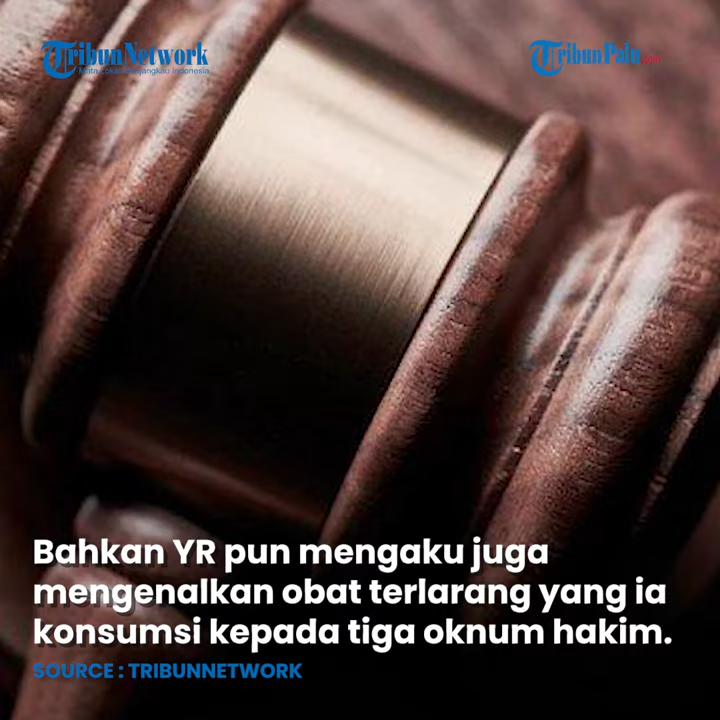 TribunNetwork
TribunPalu.com
Bahkan YR pun mengaku juga
mengenalkan obat terlarang yang ia
konsumsi kepada tiga oknum hakim.
SOURCE : TRIBUNNETWORK